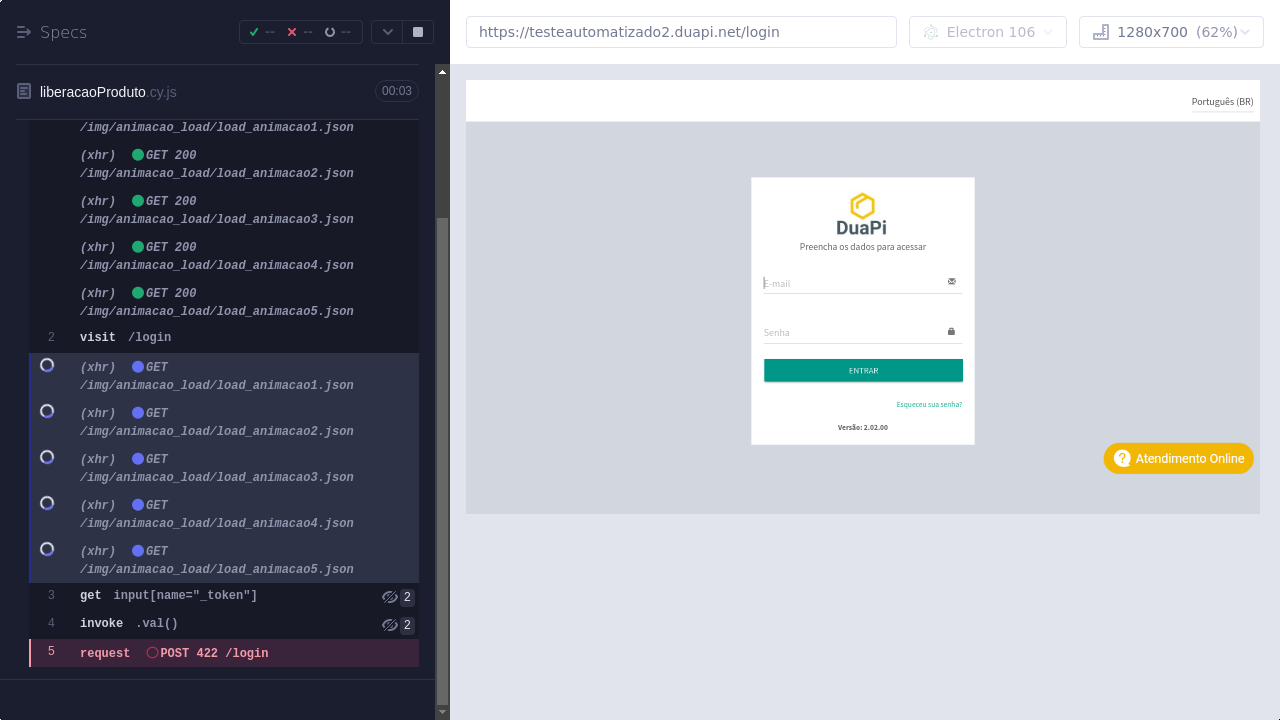 Specs
--
--
--
liberacaoProduto.cy.js
00:03
/img/animacao_load/load_animacao1.json
(xhr) GET 200
/img/animacao_load/load_animacao2.json
(xhr) GET 200
/img/animacao_load/load_animacao3.json
(xhr) GET 200
/img/animacao_load/load_animacao4.json
(xhr) GET 200
/img/animacao_load/load_animacao5.json
2 visit /login
(xhr) GET
/img/animacao_load/load_animacao1.json
(xhr) GET
/img/animacao_load/load_animacao2.json
(xhr) GET
/img/animacao_load/load_animacao3.json
(xhr) GET
/img/animacao_load/load_animacao4.json
(xhr) GET
/img/animacao_load/load_animacao5.json
3 get input[name="_token"] 2
4 invoke .val() 2
5 request POST 422 /login
https://testeautomatizado2.duapi.net/login
Electron 106
1280x700 (62%)
Português (BR)
DuaPi
Preencha os dados para acessar
E-mail
Senha
ENTRAR
Esqueceu sua senha?
Versão: 2.02.00
Atendimento Online